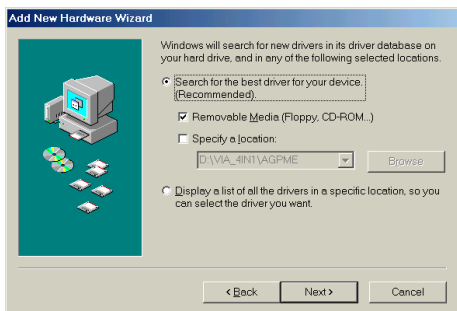 Add New Hardware Wizard
Windows will search for new drivers in its driver database on
your hard drive, and in any of the following selected locations.
Search for the best driver for your device.
(Recommended).
Removable Media (Floppy, CD-ROM...)
Specify a location:
D:\VIA_4IN1\AGPME
Browse
Display a list of all the drivers in a specific location, so you
can select the driver you want.
< Back
Next >
Cancel